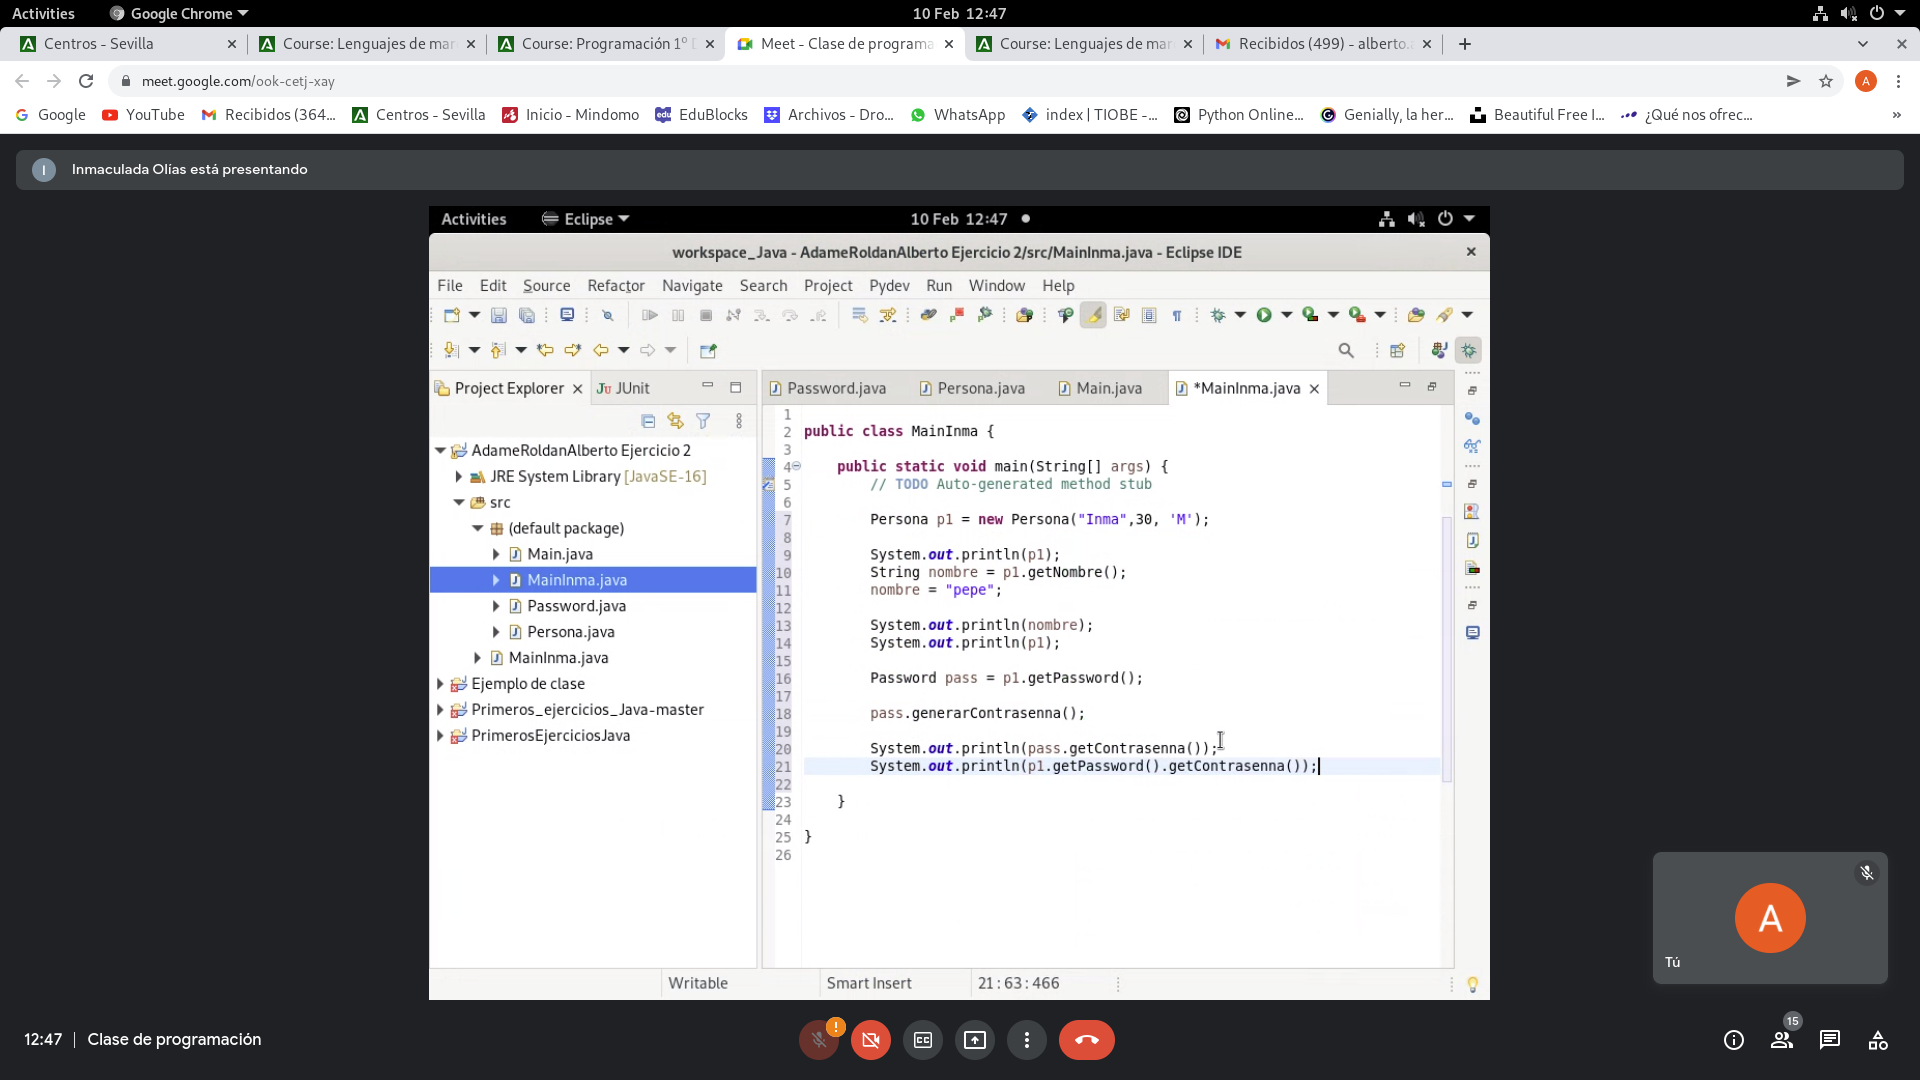 Activities Google Chrome 10 Feb 12:47
Centros - Sevilla Course: Lenguajes de mar Course: Programación 1º D Meet - Clase de programa Course: Lenguajes de mar Recibidos (499) - alberto.a
meet.google.com/ook-cetj-xay A
Google YouTube Recibidos (364... Centros - Sevilla Inicio - Mindomo EduBlocks Archivos - Dro... WhatsApp index | TIOBE -... Python Online... Genially, la her... Beautiful Free I... ¿Qué nos ofrec... »
I Inmaculada Olías está presentando
Activities Eclipse 10 Feb 12:47
workspace_Java - AdameRoldanAlberto Ejercicio 2/src/MainInma.java - Eclipse IDE
File Edit Source Refactor Navigate Search Project Pydev Run Window Help
Project Explorer JUnit Password.java Persona.java Main.java *MainInma.java
AdameRoldanAlberto Ejercicio 2
JRE System Library [JavaSE-16]
src
(default package)
Main.java
MainInma.java
Password.java
Persona.java
MainInma.java
Ejemplo de clase
Primeros_ejercicios_Java-master
PrimerosEjerciciosJava
1
2 public class MainInma {
3
4 public static void main(String[] args) {
5 // TODO Auto-generated method stub
6
7 Persona p1 = new Persona("Inma",30, 'M');
8
9 System.out.println(p1);
10 String nombre = p1.getNombre();
11 nombre = "pepe";
12
13 System.out.println(nombre);
14 System.out.println(p1);
15
16 Password pass = p1.getPassword();
17
18 pass.generarContrasenna();
19
20 System.out.println(pass.getContrasenna());
21 System.out.println(p1.getPassword().getContrasenna());
22
23 }
24
25 }
26
Writable Smart Insert 21 : 63 : 466
A
Tú
12:47 | Clase de programación ! CC 15